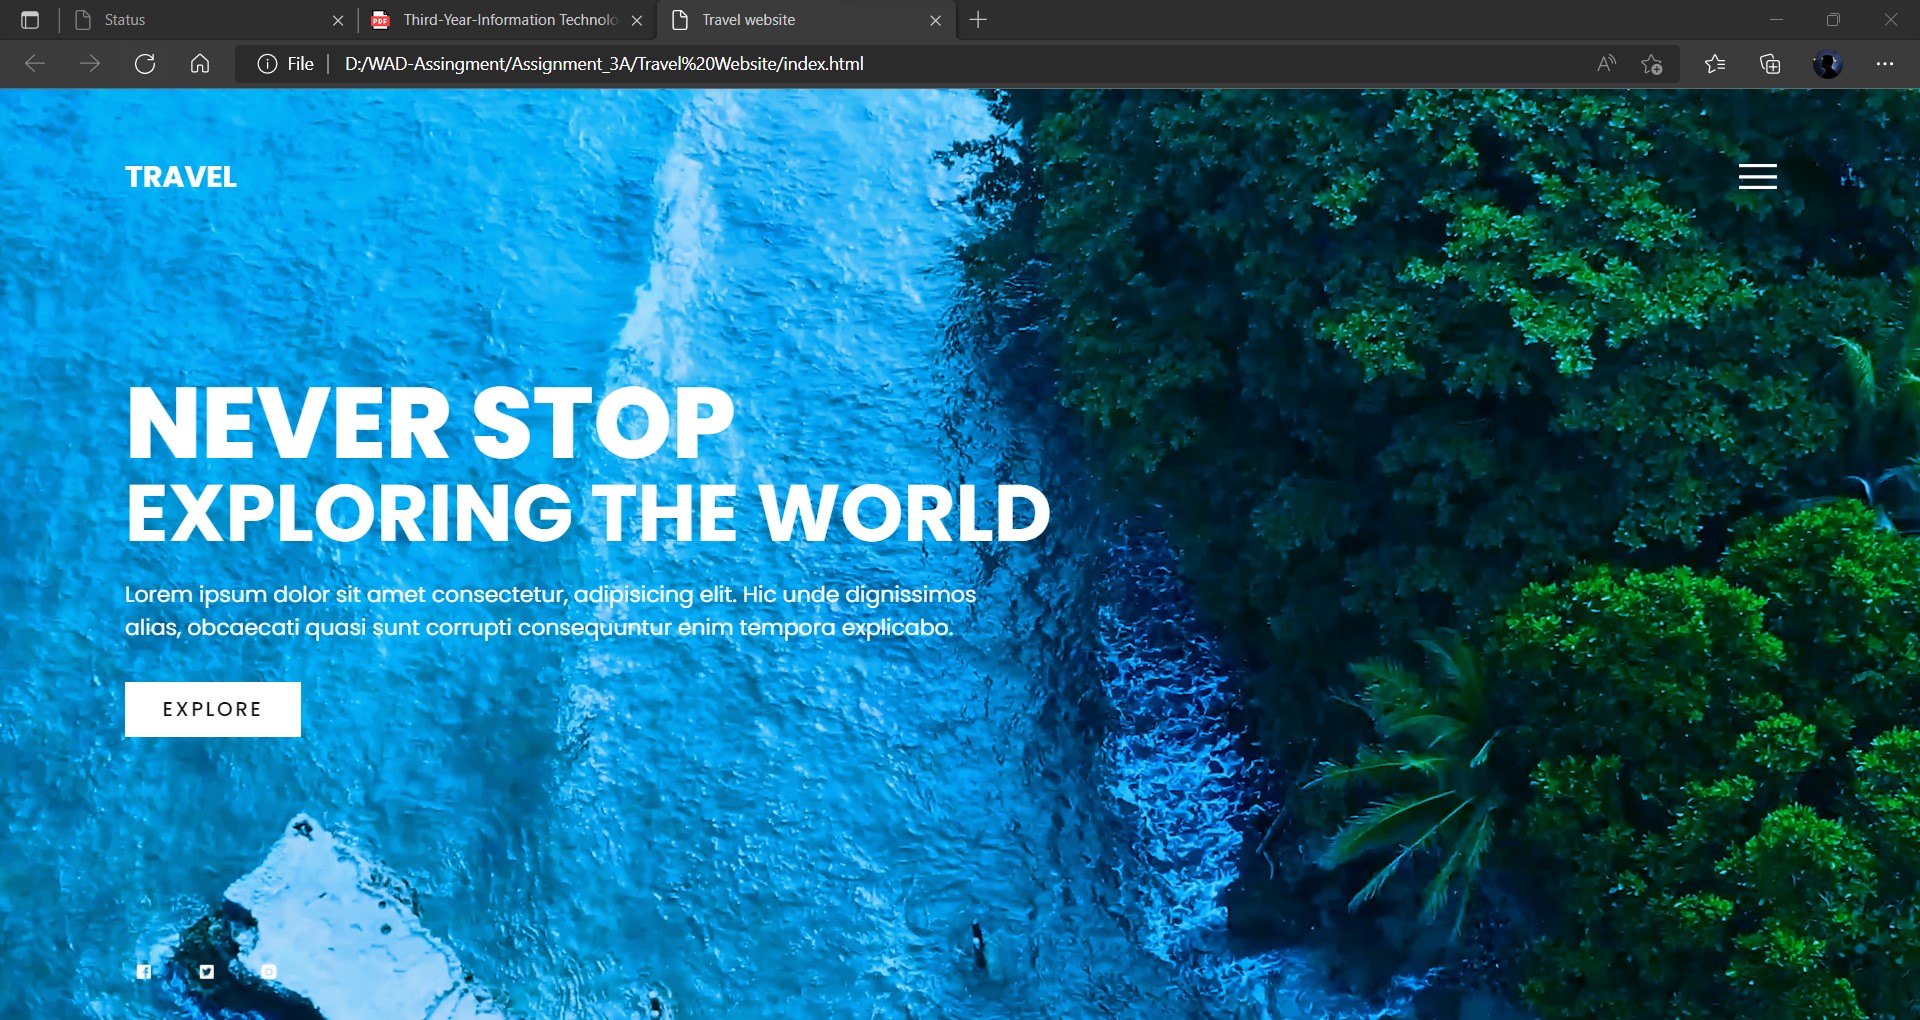 Status
Third-Year-Information Technolo
Travel website
File
D:/WAD-Assingment/Assignment_3A/Travel%20Website/index.html
TRAVEL
NEVER STOP
EXPLORING THE WORLD
Lorem ipsum dolor sit amet consectetur, adipisicing elit. Hic unde dignissimos
alias, obcaecati quasi sunt corrupti consequuntur enim tempora explicabo.
EXPLORE